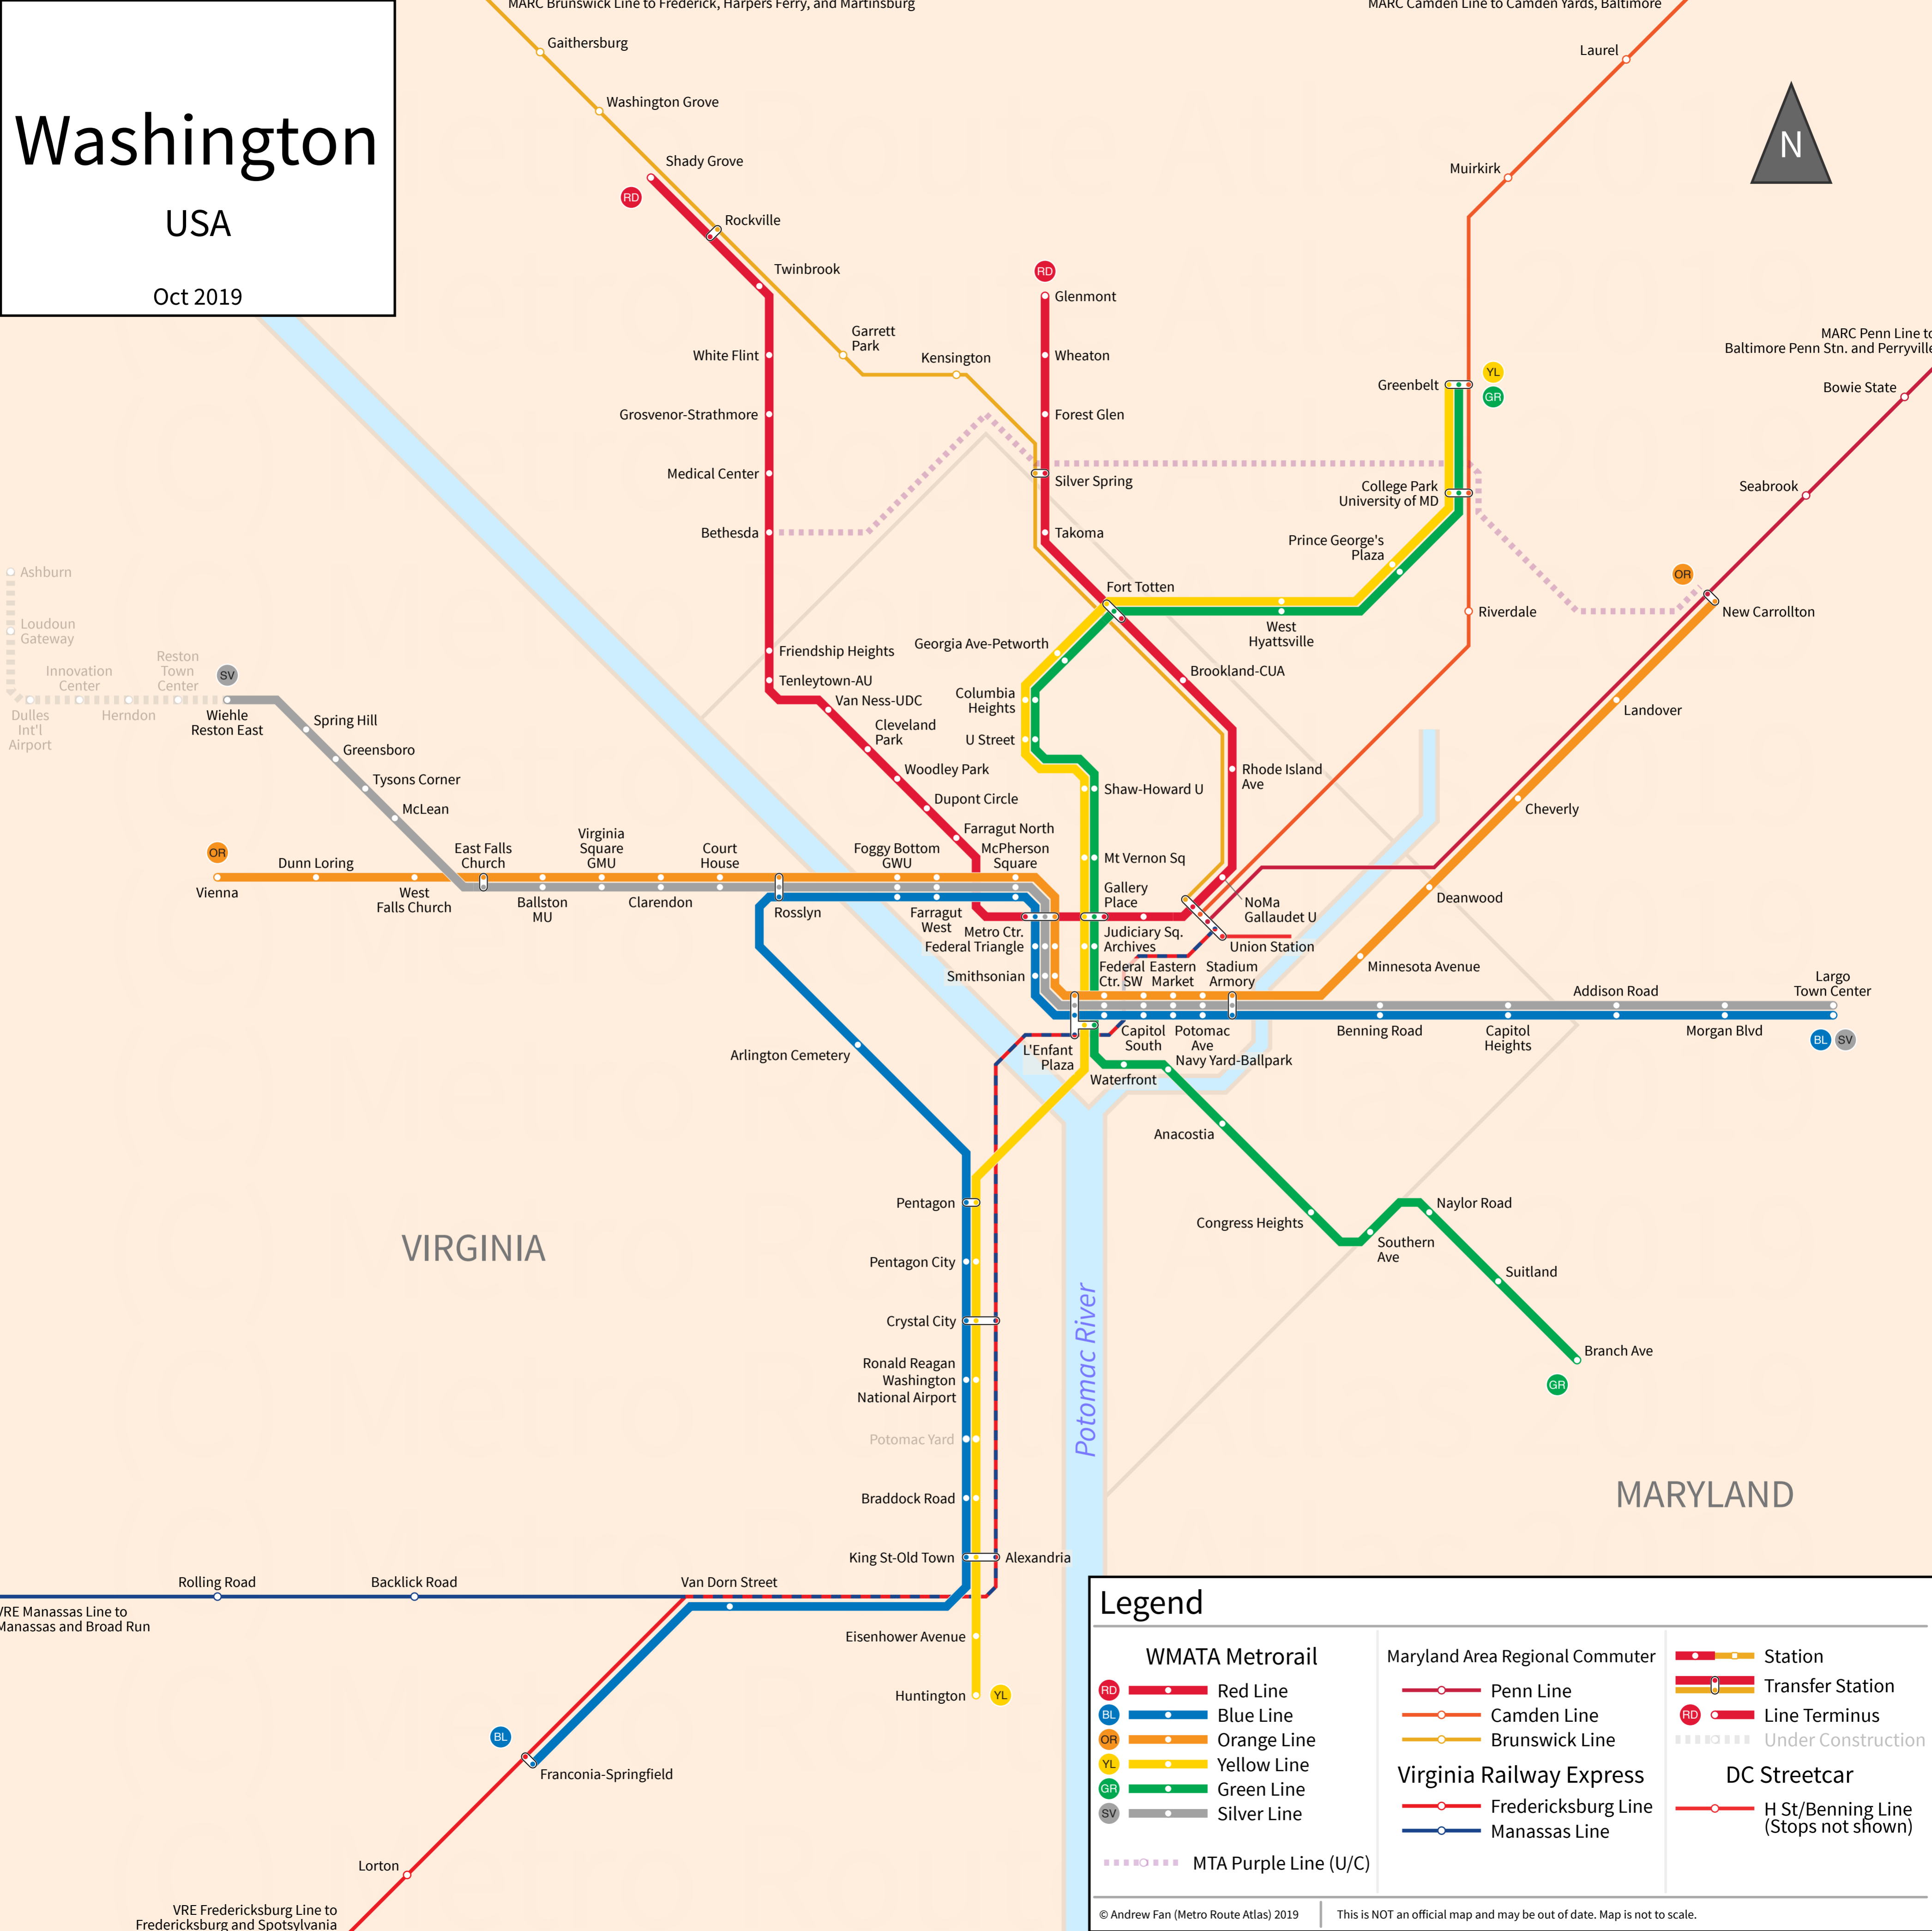 MARC Brunswick Line to Frederick, Harpers Ferry, and Martinsburg
MARC Camden Line to Camden Yards, Baltimore
Washington
USA
Oct 2019
N
Gaithersburg
Washington Grove
Shady Grove
RD
Rockville
Twinbrook
Garrett
Park
Kensington
White Flint
Grosvenor-Strathmore
Medical Center
Bethesda
Friendship Heights
Tenleytown-AU
Van Ness-UDC
Cleveland
Park
Woodley Park
Dupont Circle
Farragut North
RD
Glenmont
Wheaton
Forest Glen
Silver Spring
Takoma
Fort Totten
Laurel
Muirkirk
Greenbelt
YL
GR
College Park
University of MD
Prince George's
Plaza
West
Hyattsville
Riverdale
MARC Penn Line to
Baltimore Penn Stn. and Perryville
Bowie State
Seabrook
OR
New Carrollton
Landover
Cheverly
Deanwood
Minnesota Avenue
Georgia Ave-Petworth
Columbia
Heights
U Street
Shaw-Howard U
Mt Vernon Sq
Gallery
Place
Brookland-CUA
Rhode Island
Ave
NoMa
Gallaudet U
Union Station
Judiciary Sq.
Archives
Ashburn
Loudoun
Gateway
Dulles
Int'l
Airport
Innovation
Center
Herndon
Reston
Town
Center
SV
Wiehle
Reston East
Spring Hill
Greensboro
Tysons Corner
McLean
OR
Vienna
Dunn Loring
West
Falls Church
East Falls
Church
Ballston
MU
Virginia
Square
GMU
Clarendon
Court
House
Rosslyn
Foggy Bottom
GWU
Farragut
West
McPherson
Square
Metro Ctr.
Federal Triangle
Smithsonian
L'Enfant
Plaza
Federal
Ctr. SW
Capitol
South
Eastern
Market
Potomac
Ave
Stadium
Armory
Benning Road
Capitol
Heights
Addison Road
Morgan Blvd
Largo
Town Center
BL
SV
Waterfront
Navy Yard-Ballpark
Anacostia
Congress Heights
Southern
Ave
Naylor Road
Suitland
Branch Ave
GR
Arlington Cemetery
Pentagon
Pentagon City
Crystal City
Ronald Reagan
Washington
National Airport
Potomac Yard
Braddock Road
King St-Old Town
Alexandria
Eisenhower Avenue
Huntington
YL
Van Dorn Street
BL
Franconia-Springfield
Rolling Road
Backlick Road
VRE Manassas Line to
Manassas and Broad Run
Lorton
VRE Fredericksburg Line to
Fredericksburg and Spotsylvania
VIRGINIA
MARYLAND
Potomac River
Legend
WMATA Metrorail
RD
Red Line
BL
Blue Line
OR
Orange Line
YL
Yellow Line
GR
Green Line
SV
Silver Line
MTA Purple Line (U/C)
Maryland Area Regional Commuter
Penn Line
Camden Line
Brunswick Line
Virginia Railway Express
Fredericksburg Line
Manassas Line
Station
Transfer Station
RD
Line Terminus
Under Construction
DC Streetcar
H St/Benning Line
(Stops not shown)
© Andrew Fan (Metro Route Atlas) 2019
This is NOT an official map and may be out of date. Map is not to scale.